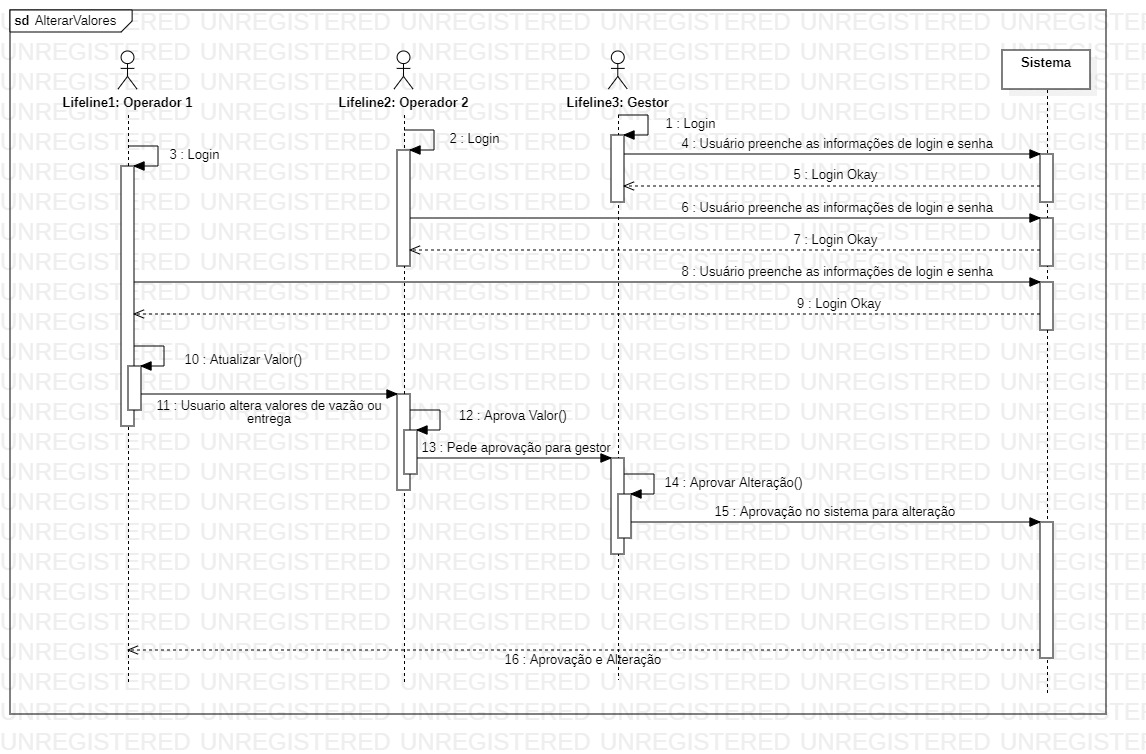 sd AlterarValores
Lifeline1: Operador 1
Lifeline2: Operador 2
Lifeline3: Gestor
Sistema
1 : Login
2 : Login
3 : Login
4 : Usuário preenche as informações de login e senha
5 : Login Okay
6 : Usuário preenche as informações de login e senha
7 : Login Okay
8 : Usuário preenche as informações de login e senha
9 : Login Okay
10 : Atualizar Valor()
11 : Usuario altera valores de vazão ou
entrega
12 : Aprova Valor()
13 : Pede aprovação para gestor
14 : Aprovar Alteração()
15 : Aprovação no sistema para alteração
16 : Aprovação e Alteração
UNREGISTERED